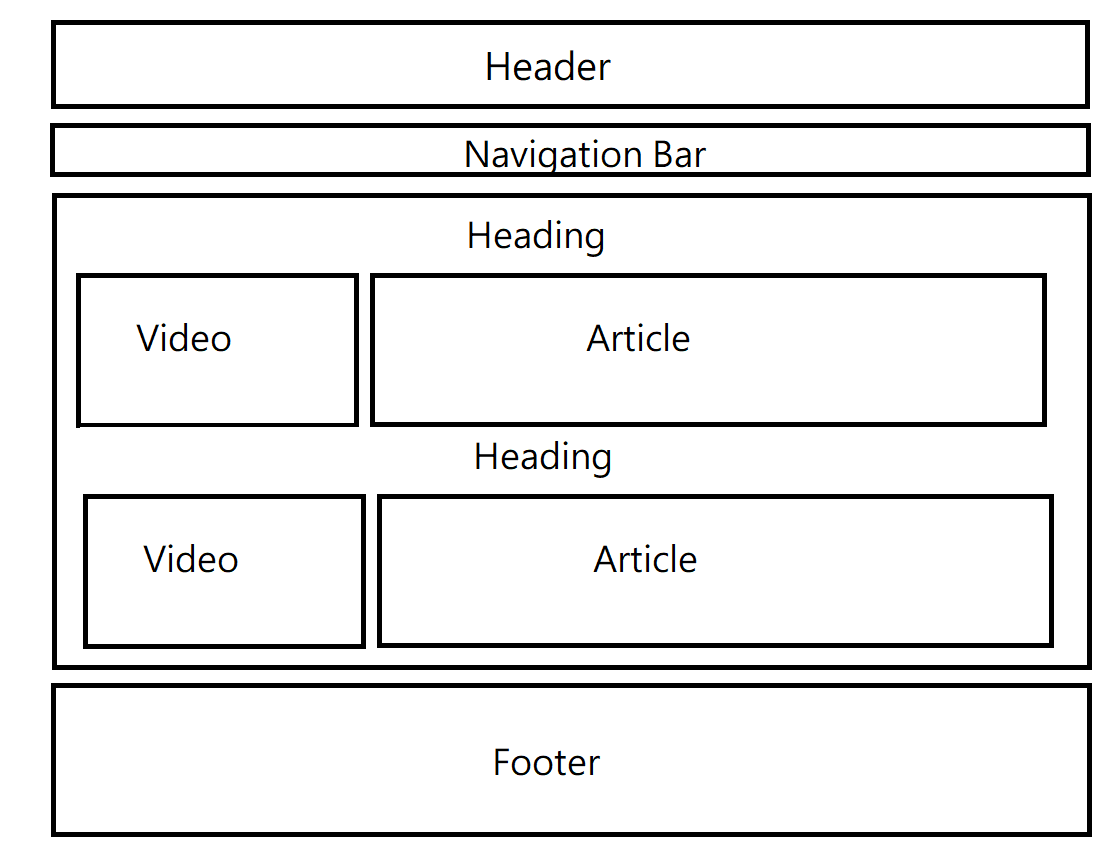 Header
Navigation Bar
Heading
Video
Article
Heading
Video
Article
Footer